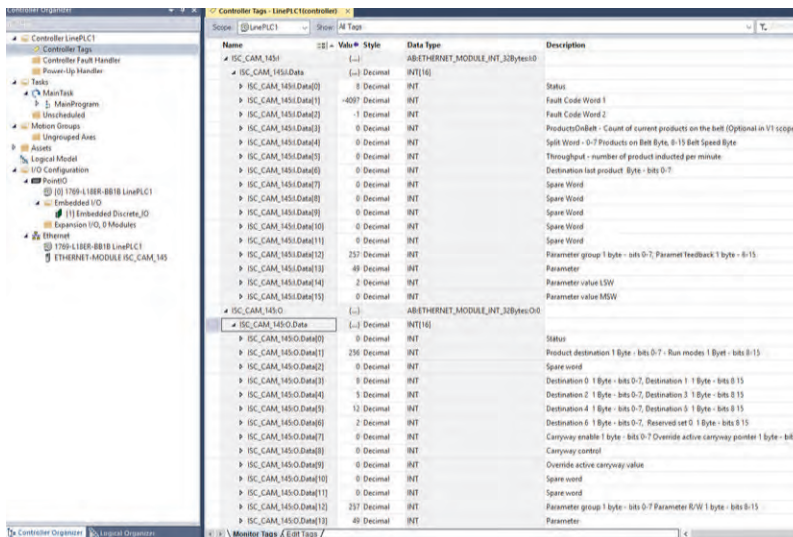 Controller Organizer
Controller Tags - LinePLC1(controller)
Scope: LinePLC1 Show: All Tags
Controller LinePLC1
Controller Tags
Controller Fault Handler
Power-Up Handler
Tasks
MainTask
MainProgram
Unscheduled
Motion Groups
Ungrouped Axes
Assets
Logical Model
I/O Configuration
PointIO
[0] 1769-L18ER-BB1B LinePLC1
Embedded I/O
[1] Embedded Discrete_IO
Expansion I/O, 0 Modules
Ethernet
1769-L18ER-BB1B LinePLC1
ETHERNET-MODULE ISC_CAM_145
Name Value Style Data Type Description
ISC_CAM_145:I {...} AB:ETHERNET_MODULE_INT_32Bytes:I:0
ISC_CAM_145:I.Data {...} Decimal INT[16]
ISC_CAM_145:I.Data[0] 8 Decimal INT Status
ISC_CAM_145:I.Data[1] -4097 Decimal INT Fault Code Word 1
ISC_CAM_145:I.Data[2] -1 Decimal INT Fault Code Word 2
ISC_CAM_145:I.Data[3] 0 Decimal INT ProductsOnBelt - Count of current products on the belt (Optional in V1 scope
ISC_CAM_145:I.Data[4] 0 Decimal INT Split Word - 0-7 Products on Belt Byte, 8-15 Belt Speed Byte
ISC_CAM_145:I.Data[5] 0 Decimal INT Throughput - number of product inducted per minute
ISC_CAM_145:I.Data[6] 0 Decimal INT Destination last product Byte - bits 0-7
ISC_CAM_145:I.Data[7] 0 Decimal INT Spare Word
ISC_CAM_145:I.Data[8] 0 Decimal INT Spare Word
ISC_CAM_145:I.Data[9] 0 Decimal INT Spare Word
ISC_CAM_145:I.Data[10] 0 Decimal INT Spare Word
ISC_CAM_145:I.Data[11] 0 Decimal INT Spare Word
ISC_CAM_145:I.Data[12] 257 Decimal INT Parameter group 1 byte - bits 0-7, Paramet feedback 1 byte - 8-15
ISC_CAM_145:I.Data[13] 49 Decimal INT Parameter
ISC_CAM_145:I.Data[14] 2 Decimal INT Parameter value LSW
ISC_CAM_145:I.Data[15] 0 Decimal INT Parameter value MSW
ISC_CAM_145:O {...} AB:ETHERNET_MODULE_INT_32Bytes:O:0
ISC_CAM_145:O.Data {...} Decimal INT[16]
ISC_CAM_145:O.Data[0] 0 Decimal INT Status
ISC_CAM_145:O.Data[1] 256 Decimal INT Product destination 1 Byte - bits 0-7 - Run modes 1 Byet - bits 8-15
ISC_CAM_145:O.Data[2] 0 Decimal INT Spare word
ISC_CAM_145:O.Data[3] Decimal INT Destination 0 1 Byte - bits 0-7, Destination 1 1 Byte - bits 8 15
ISC_CAM_145:O.Data[4] 5 Decimal INT Destination 2 1 Byte - bits 0-7, Destination 3 1 Byte - bits 8 15
ISC_CAM_145:O.Data[5] 12 Decimal INT Destination 4 1 Byte - bits 0-7, Destination 5 1 Byte - bits 8 15
ISC_CAM_145:O.Data[6] 2 Decimal INT Destination 6 1 Byte - bits 0-7, Reserved set 0 1 Byte - bits 8 15
ISC_CAM_145:O.Data[7] 0 Decimal INT Carryway enable 1 byte - bits 0-7 Override active carryway pointer 1 byte - bit
ISC_CAM_145:O.Data[8] 0 Decimal INT Carryway control
ISC_CAM_145:O.Data[9] 0 Decimal INT Override active carryway value
ISC_CAM_145:O.Data[10] 0 Decimal INT Spare word
ISC_CAM_145:O.Data[11] 0 Decimal INT Spare word
ISC_CAM_145:O.Data[12] 257 Decimal INT Parameter group 1 byte - bits 0-7 Parameter R/W 1 byte - bits 8-15
ISC_CAM_145:O.Data[13] 49 Decimal INT Parameter
Controller Organizer Logical Organizer
Monitor Tags Edit Tags